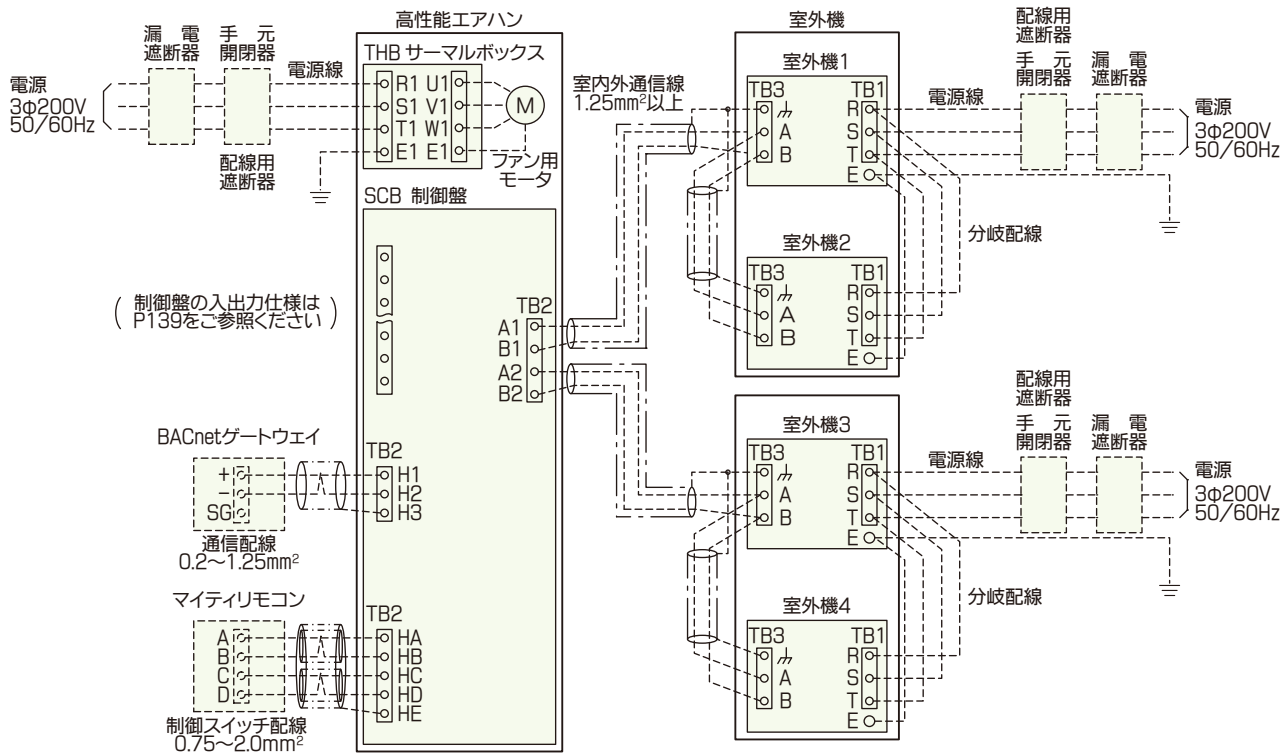 高性能エアハン
漏電
遮断器
手元
開閉器
電源線
電源
3φ200V
50/60Hz
配線用
遮断器
THB サーマルボックス
R1 U1
S1 V1
T1 W1
E1 E1
M
ファン用
モータ
SCB 制御盤
(制御盤の入出力仕様は
P139をご参照ください)
TB2
A1
B1
A2
B2
BACnetゲートウェイ
+
−
SG
通信配線
0.2〜1.25mm²
TB2
H1
H2
H3
マイティリモコン
A
B
C
D
制御スイッチ配線
0.75〜2.0mm²
TB2
HA
HB
HC
HD
HE
室内外通信線
1.25mm²以上
室外機
室外機1
TB3
A
B
TB1
R
S
T
E
室外機2
TB3
A
B
TB1
R
S
T
E
電源線
分岐配線
配線用
遮断器
手元
開閉器
漏電
遮断器
電源
3φ200V
50/60Hz
室外機3
TB3
A
B
TB1
R
S
T
E
室外機4
TB3
A
B
TB1
R
S
T
E
電源線
分岐配線
配線用
遮断器
手元
開閉器
漏電
遮断器
電源
3φ200V
50/60Hz